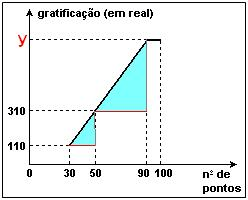 gratificação (em real)
y
310
110
0 30 50 90 100 nº de
pontos